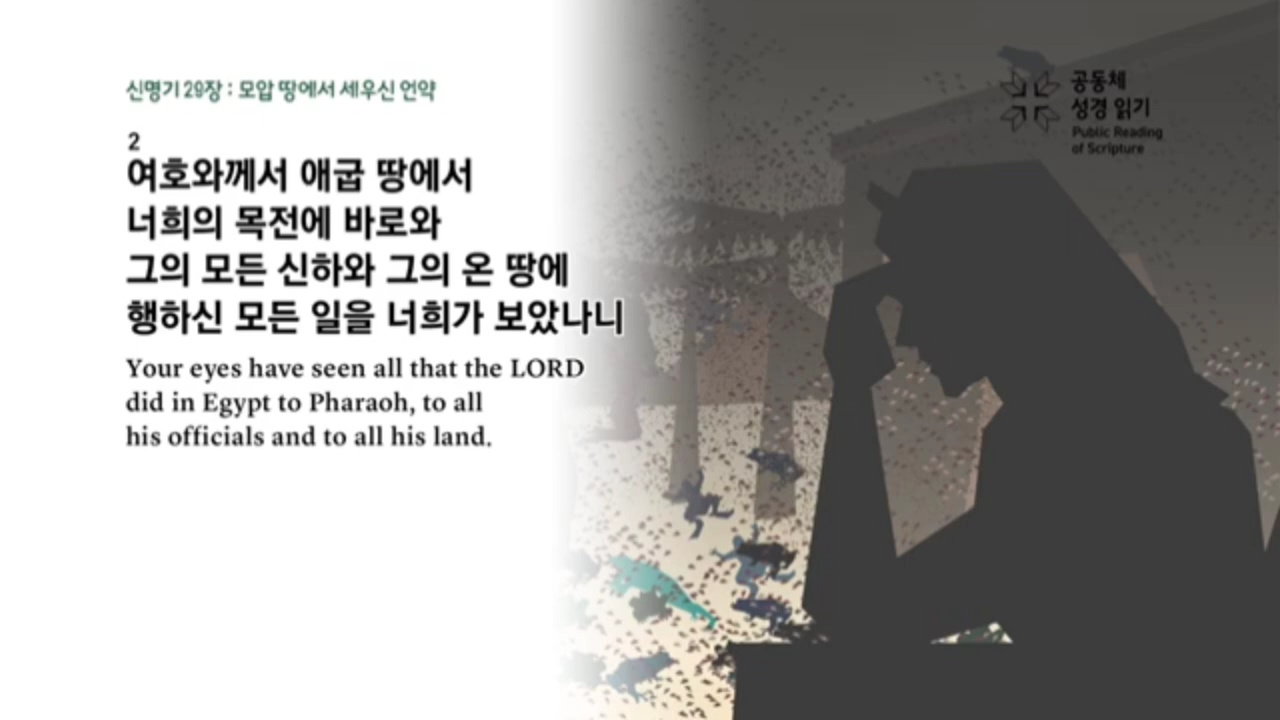 신명기 29장 : 모압 땅에서 세우신 언약
2
여호와께서 애굽 땅에서
너희의 목전에 바로와
그의 모든 신하와 그의 온 땅에
행하신 모든 일을 너희가 보았나니
Your eyes have seen all that the LORD
did in Egypt to Pharaoh, to all
his officials and to all his land.
공동체
성경 읽기
Public Reading
of Scripture